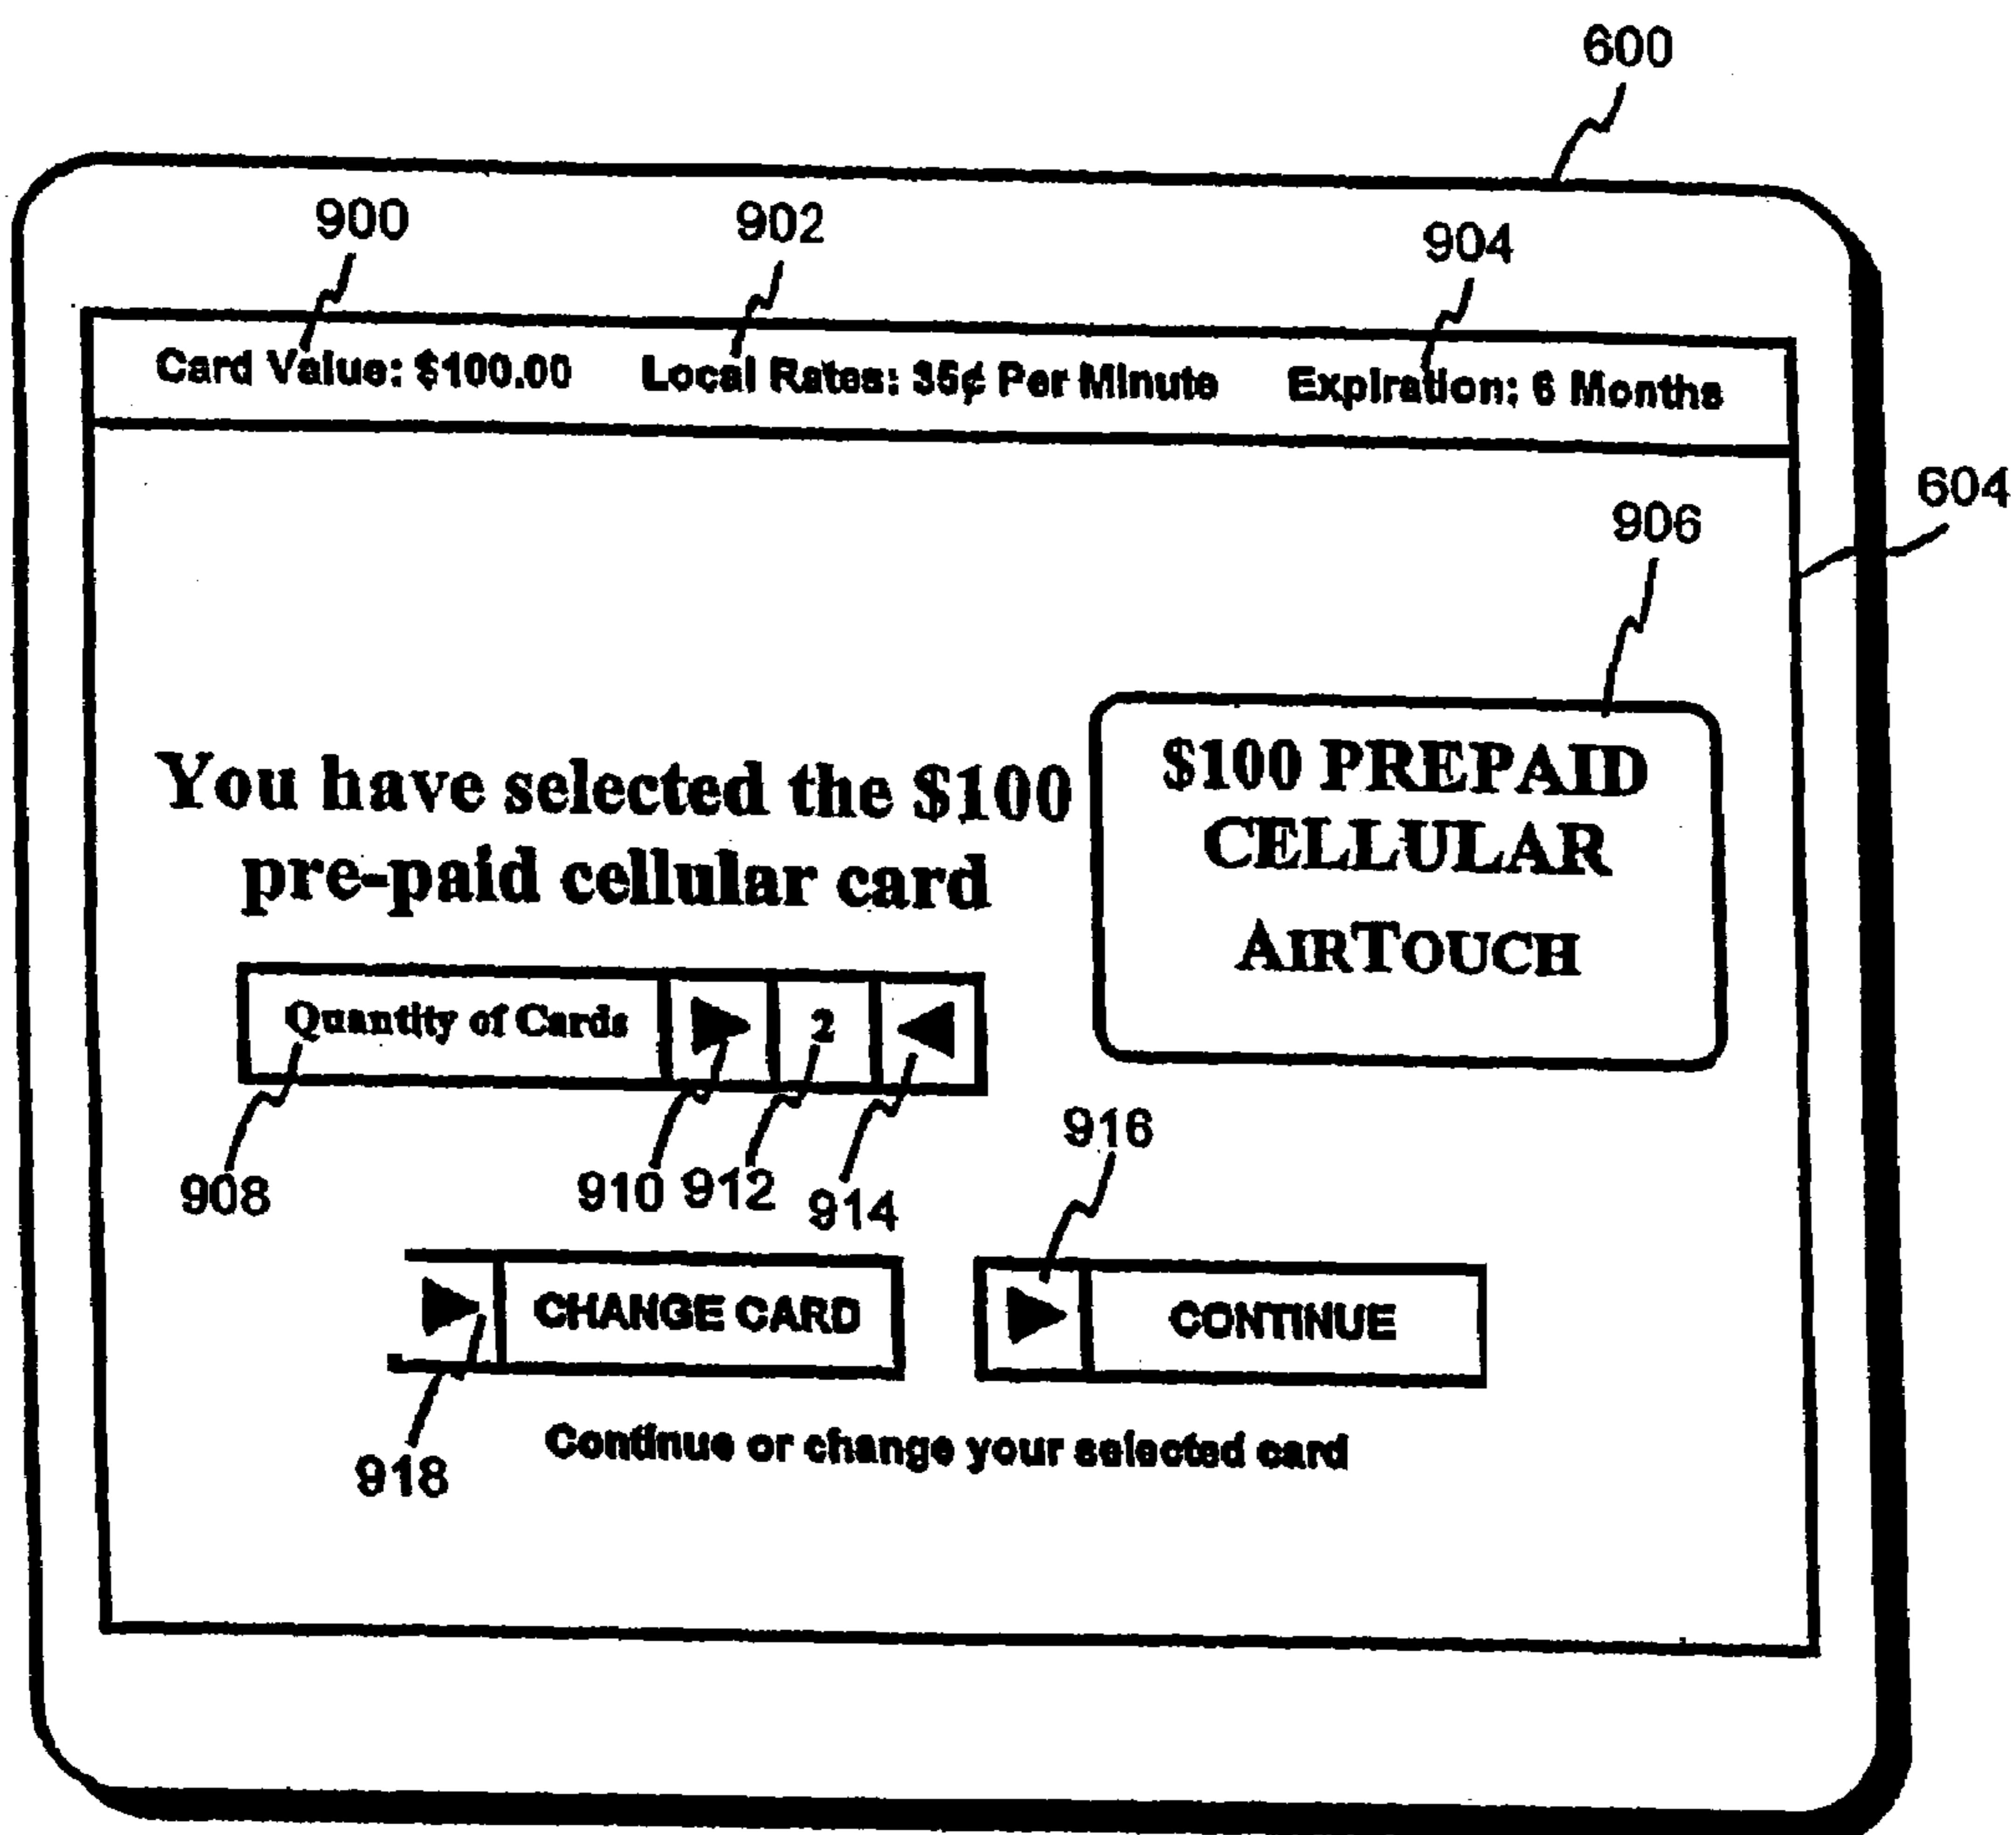 600
900 902 904
Card Value: $100.00 Local Rates: 35¢ Per Minute Expiration: 6 Months
604
906
You have selected the $100
pre-paid cellular card
$100 PREPAID
CELLULAR
AIRTOUCH
Quantity of Cards 2
908 910 912 914
916
CHANGE CARD CONTINUE
Continue or change your selected card
918